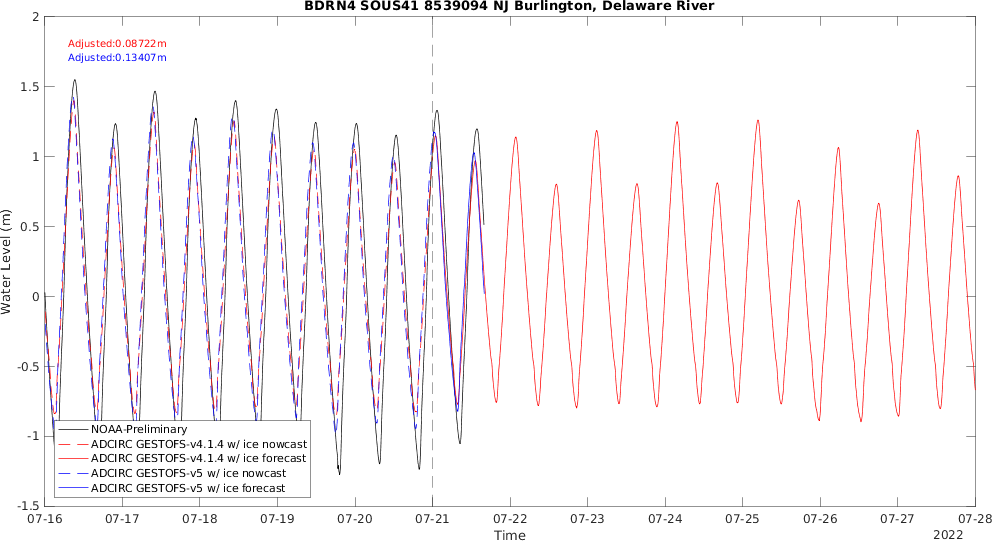 BDRN4 SOUS41 8539094 NJ Burlington, Delaware River
2
Adjusted:0.08722m
Adjusted:0.13407m
1.5
1
0.5
Water Level (m)
0
-0.5
-1
NOAA-Preliminary
ADCIRC GESTOFS-v4.1.4 w/ ice nowcast
ADCIRC GESTOFS-v4.1.4 w/ ice forecast
ADCIRC GESTOFS-v5 w/ ice nowcast
ADCIRC GESTOFS-v5 w/ ice forecast
-1.5
07-16 07-17 07-18 07-19 07-20 07-21 07-22 07-23 07-24 07-25 07-26 07-27 07-28
Time
2022